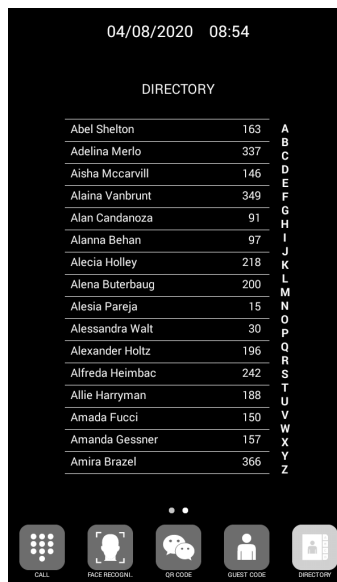 04/08/2020 08:54
DIRECTORY
Abel Shelton 163
Adelina Merlo 337
Aisha Mccarvill 146
Alaina Vanbrunt 349
Alan Candanoza 91
Alanna Behan 97
Alecia Holley 218
Alena Buterbaug 200
Alesia Pareja 15
Alessandra Walt 30
Alexander Holtz 196
Alfreda Heimbac 242
Allie Harryman 188
Amada Fucci 150
Amanda Gessner 157
Amira Brazel 366
A
B
C
D
E
F
G
H
I
J
K
L
M
N
O
P
Q
R
S
T
U
V
W
X
Y
Z
CALL
FACE RECOGNI..
QR CODE
GUEST CODE
DIRECTORY